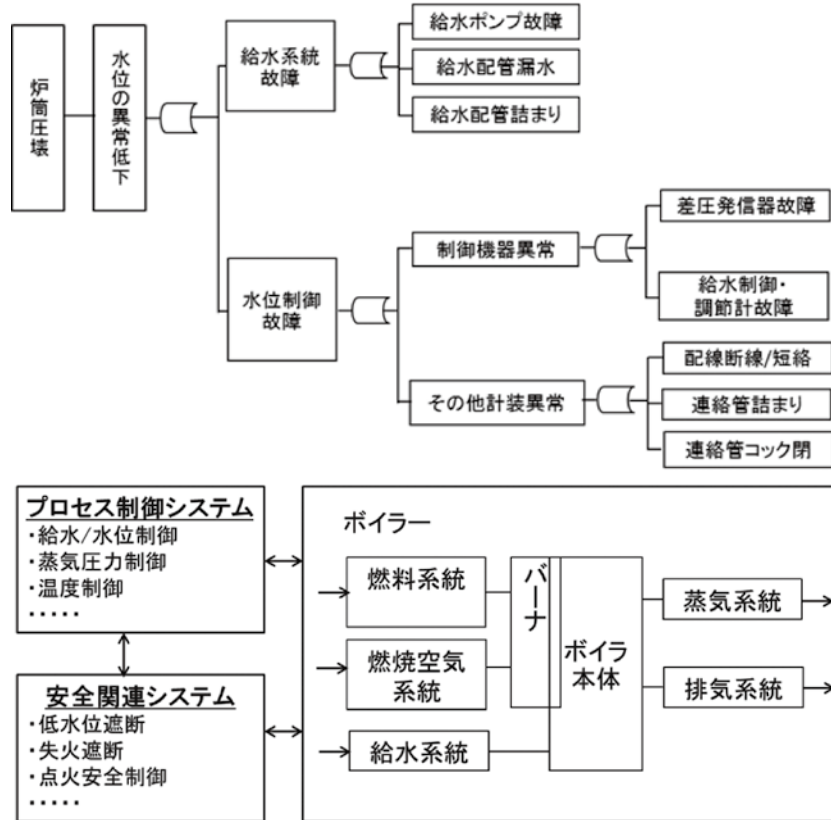 炉筒圧壊
水位の異常低下
給水系統
故障
給水ポンプ故障
給水配管漏水
給水配管詰まり
水位制御
故障
制御機器異常
差圧発信器故障
給水制御・
調節計故障
その他計装異常
配線断線/短絡
連絡管詰まり
連絡管コック閉
プロセス制御システム
・給水/水位制御
・蒸気圧力制御
・温度制御
・・・・・
安全関連システム
・低水位遮断
・失火遮断
・点火安全制御
・・・・・
ボイラー
燃料系統
燃焼空気
系統
給水系統
バーナ
ボイラ
本体
蒸気系統
排気系統